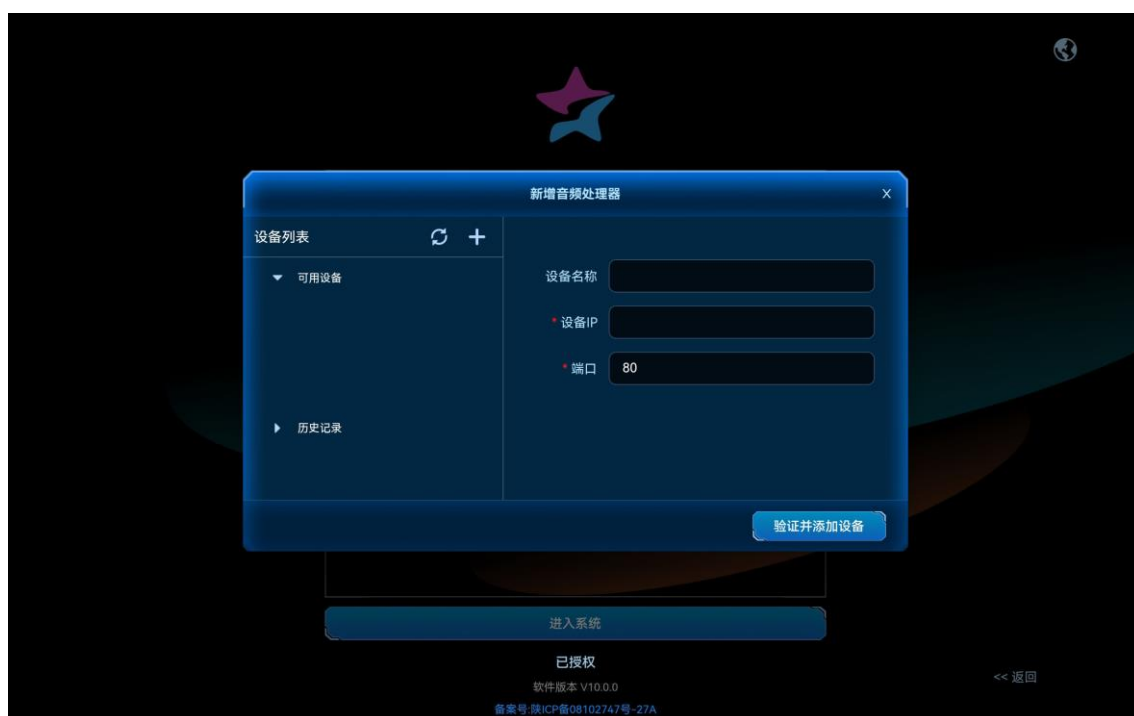 新增音频处理器
X
设备列表
可用设备
历史记录
设备名称
* 设备IP
* 端口 80
验证并添加设备
进入系统
已授权
软件版本 V10.0.0
备案号:陕ICP备08102747号-27A
<< 返回